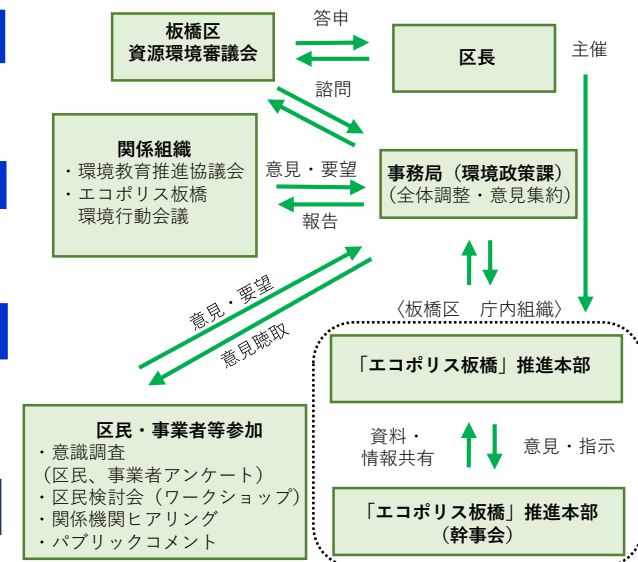 板橋区
資源環境審議会
答申
区長
主催
諮問
関係組織
・環境教育推進協議会
・エコポリス板橋
環境行動会議
意見・要望
報告
事務局（環境政策課）
（全体調整・意見集約）
意見・要望
意見聴取
〈板橋区　庁内組織〉
「エコポリス板橋」推進本部
資料・
情報共有
意見・指示
「エコポリス板橋」推進本部
（幹事会）
区民・事業者等参加
・意識調査
（区民、事業者アンケート）
・区民検討会（ワークショップ）
・関係機関ヒアリング
・パブリックコメント